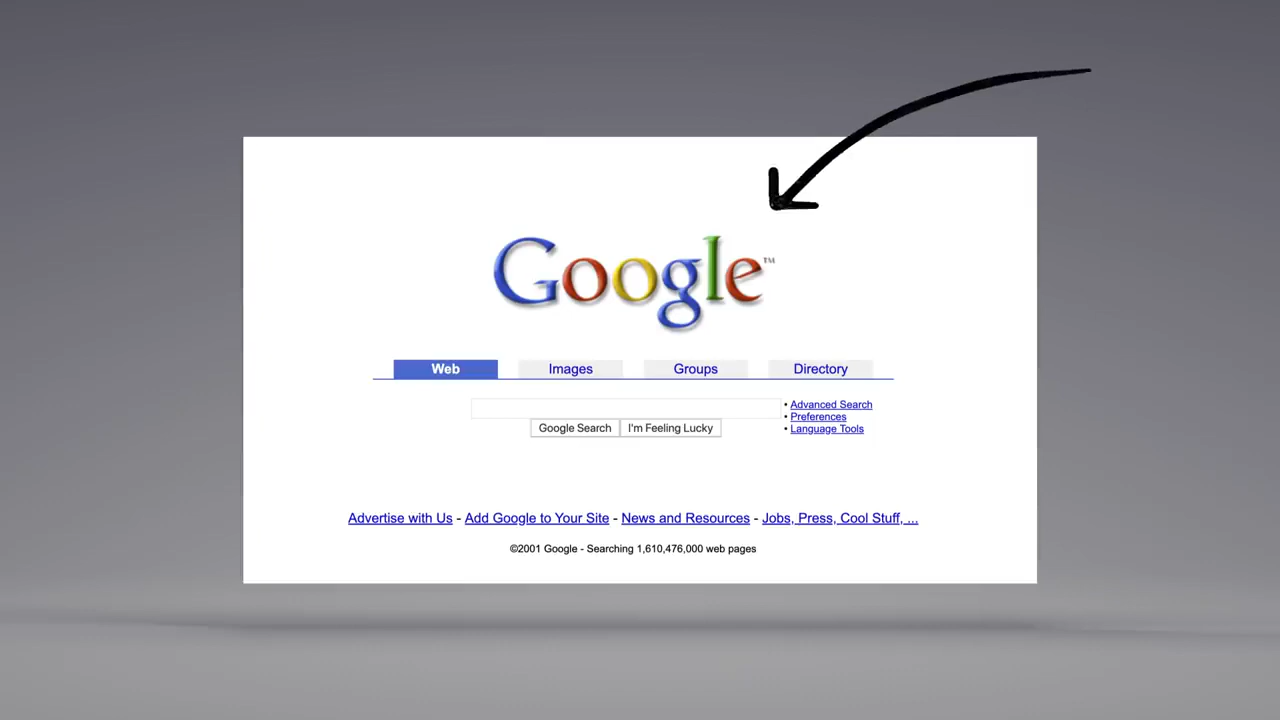 Google™
Web Images Groups Directory
• Advanced Search
• Preferences
• Language Tools
Google Search I'm Feeling Lucky
Advertise with Us - Add Google to Your Site - News and Resources - Jobs, Press, Cool Stuff, ...
©2001 Google - Searching 1,610,476,000 web pages